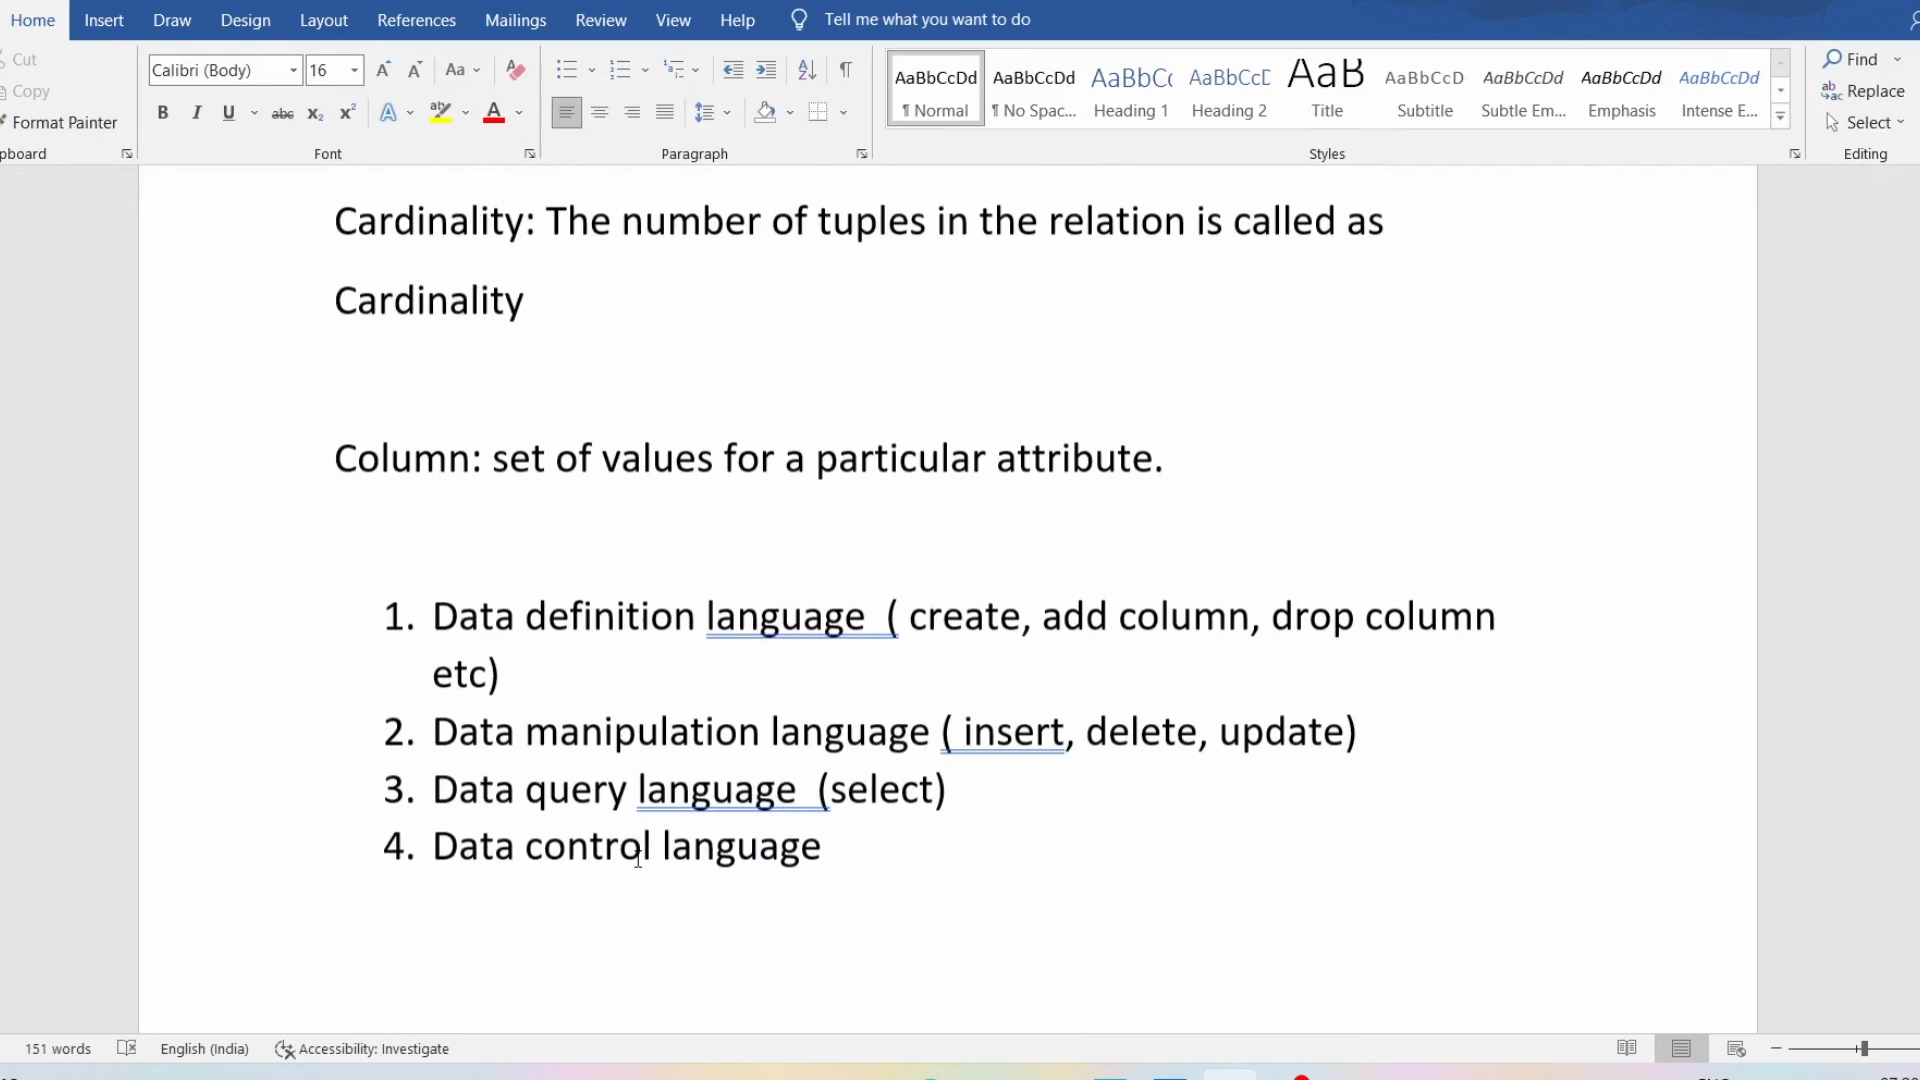 Home Insert Draw Design Layout References Mailings Review View Help Tell me what you want to do
Cut
Copy
Format Painter
pboard
Calibri (Body) 16
Font
Paragraph
AaBbCcDd AaBbCcDd AaBbCc AaBbCcD AaB AaBbCcD AaBbCcDd AaBbCcDd AaBbCcDd
¶ Normal ¶ No Spac... Heading 1 Heading 2 Title Subtitle Subtle Em... Emphasis Intense E...
Styles
Find
Replace
Select
Editing
Cardinality: The number of tuples in the relation is called as
Cardinality
Column: set of values for a particular attribute.
1. Data definition language ( create, add column, drop column
etc)
2. Data manipulation language ( insert, delete, update)
3. Data query language (select)
4. Data control language
151 words English (India) Accessibility: Investigate